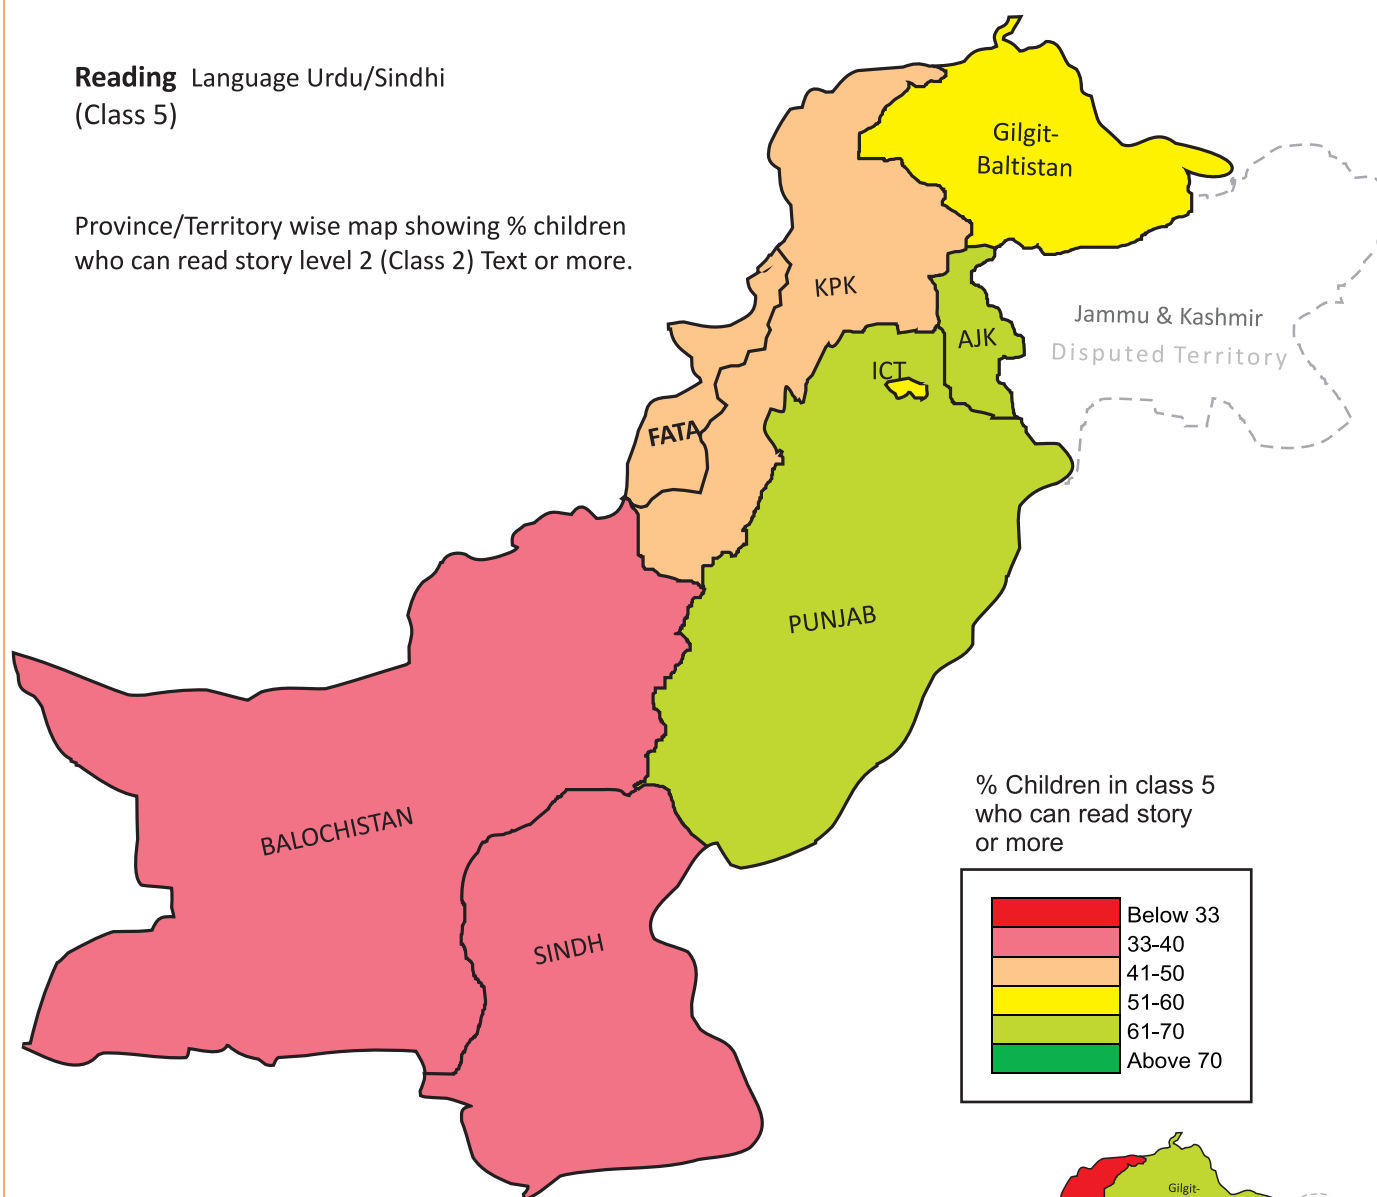 Reading Language Urdu/Sindhi
(Class 5)
Province/Territory wise map showing % children
who can read story level 2 (Class 2) Text or more.
Gilgit-
Baltistan
KPK
AJK
ICT
Jammu & Kashmir
Disputed Territory
FATA
PUNJAB
BALOCHISTAN
SINDH
% Children in class 5
who can read story
or more
Below 33
33-40
41-50
51-60
61-70
Above 70
Gilgit-